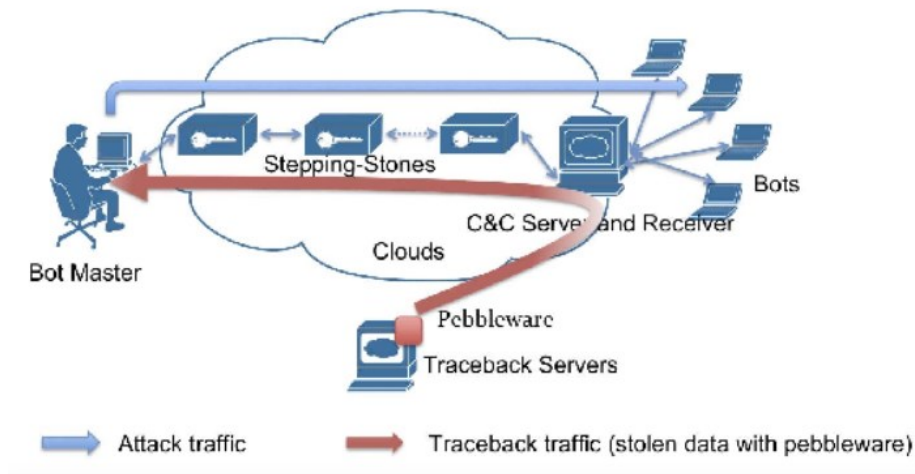 Stepping-Stones
Bots
C&C Server and Receiver
Clouds
Bot Master
Pebbleware
Traceback Servers
Attack traffic
Traceback traffic (stolen data with pebbleware)